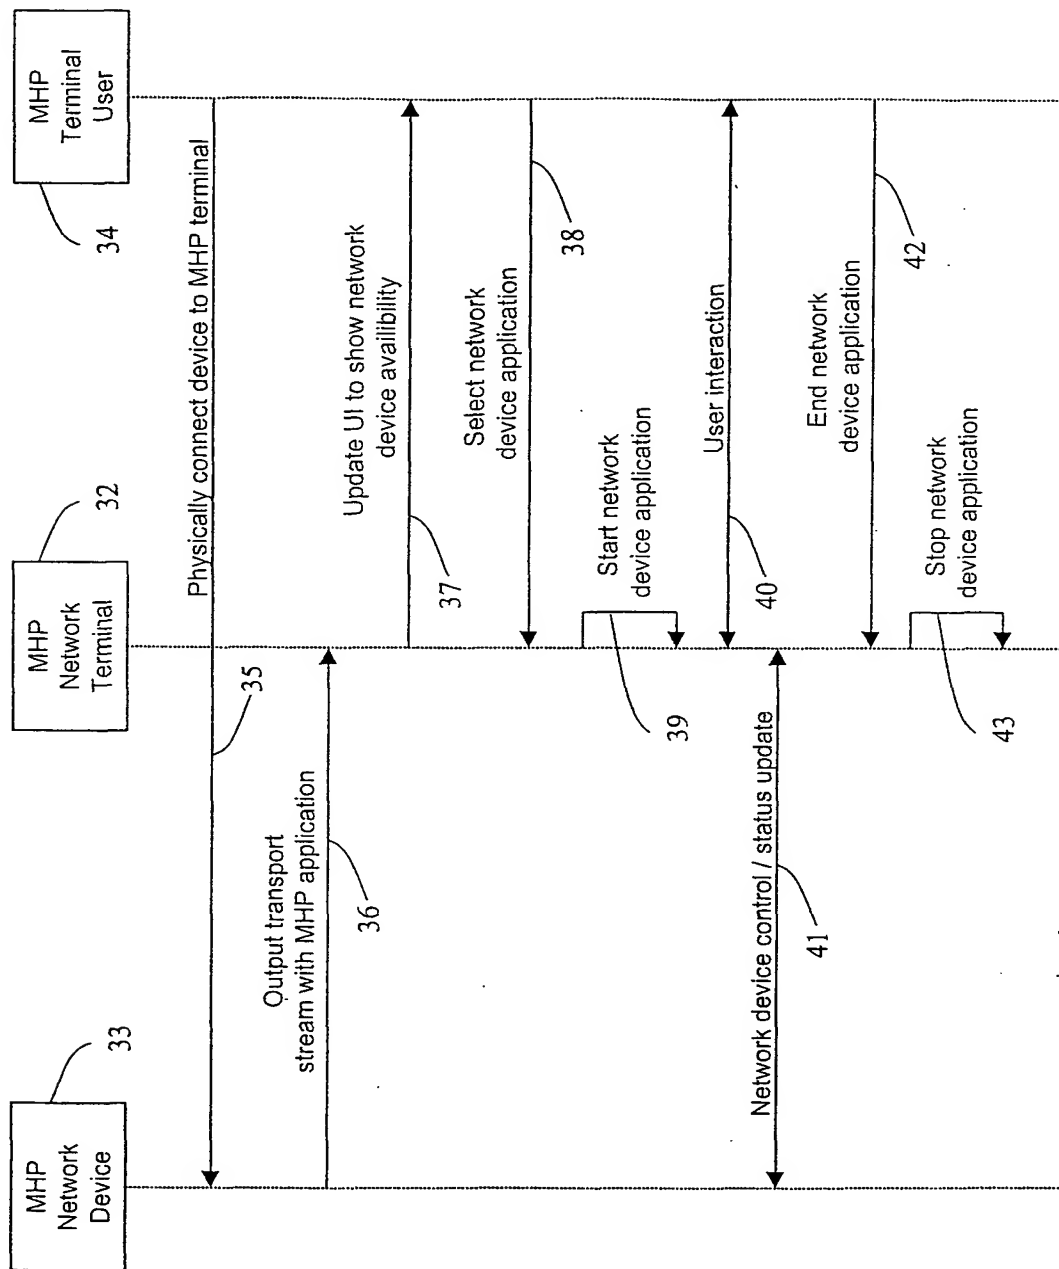 MHP
Network
Device
33
MHP
Network
Terminal
32
MHP
Terminal
User
34
Physically connect device to MHP terminal
35
Output transport
stream with MHP application
36
Update UI to show network
device availibility
37
Select network
device application
38
Start network
device application
39
User interaction
40
Network device control / status update
41
End network
device application
42
Stop network
device application
43